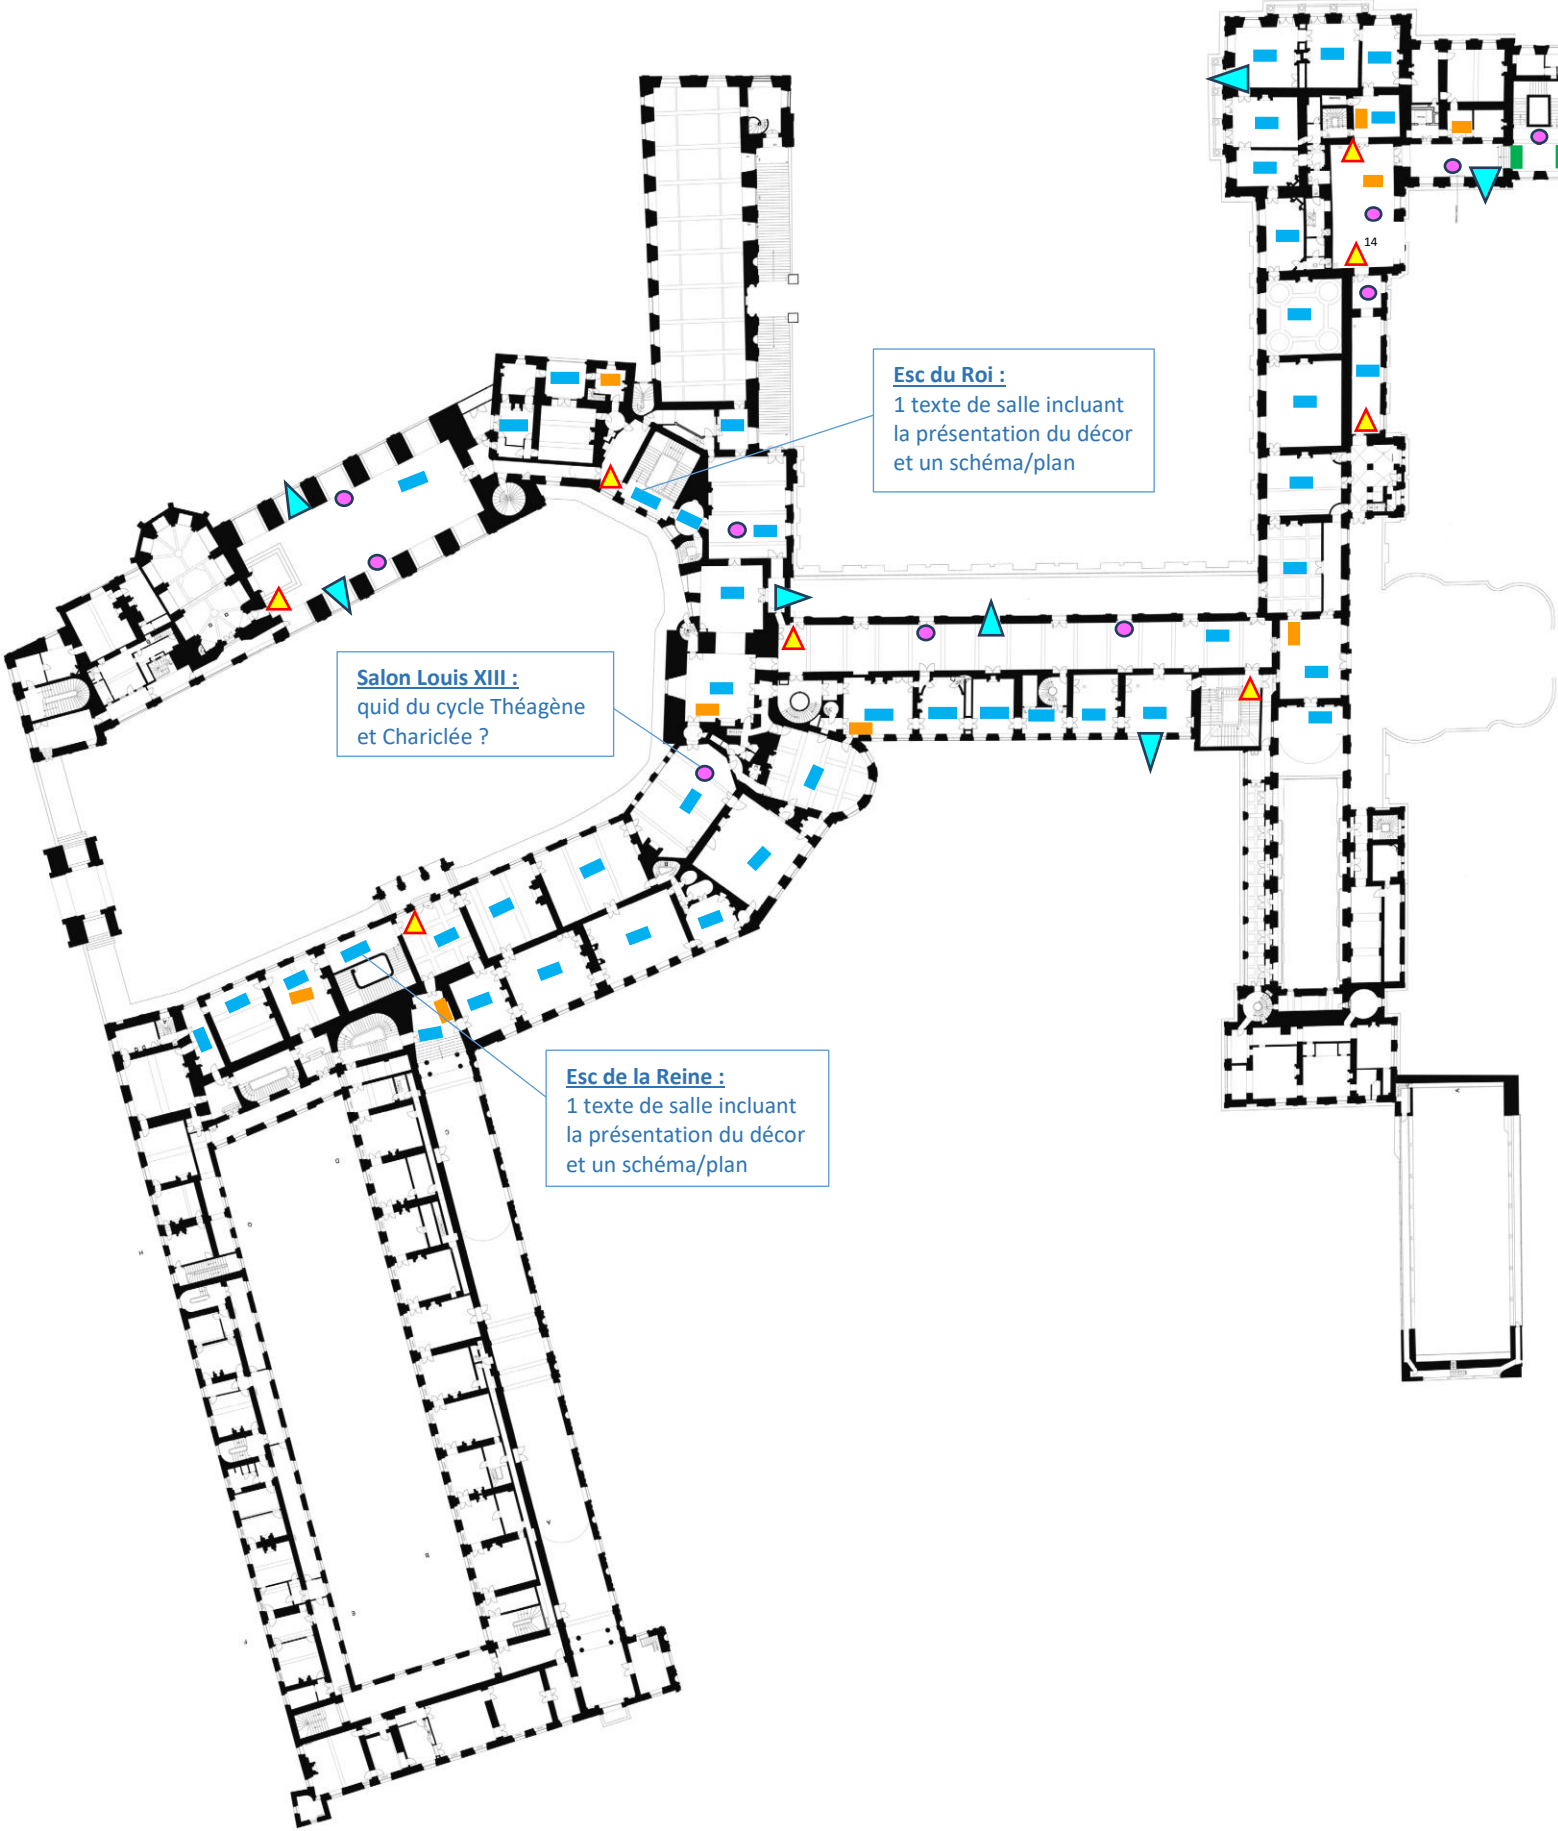 14
Esc du Roi :
1 texte de salle incluant
la présentation du décor
et un schéma/plan
Salon Louis XIII :
quid du cycle Théagène
et Chariclée ?
Esc de la Reine :
1 texte de salle incluant
la présentation du décor
et un schéma/plan